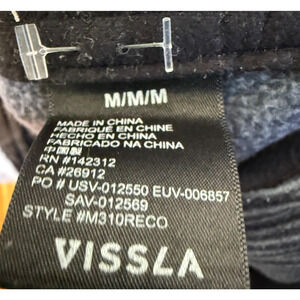 M/M/M
MADE IN CHINA
FABRIQUÉ EN CHINE
HECHO EN CHINA
FABRICADO NA CHINA
中国製
RN #142312
CA #26912
PO # USV-012550 EUV-006857
SAV-012569
STYLE #M310RECO
VISSLA